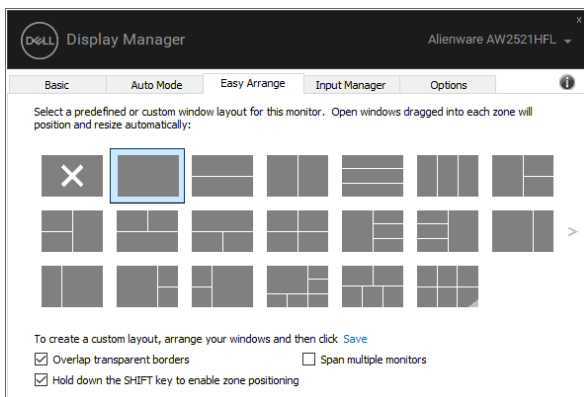 DELL Display Manager
Alienware AW2521HFL
Basic
Auto Mode
Easy Arrange
Input Manager
Options
Select a predefined or custom window layout for this monitor. Open windows dragged into each zone will
position and resize automatically:
To create a custom layout, arrange your windows and then click Save
Overlap transparent borders
Span multiple monitors
Hold down the SHIFT key to enable zone positioning